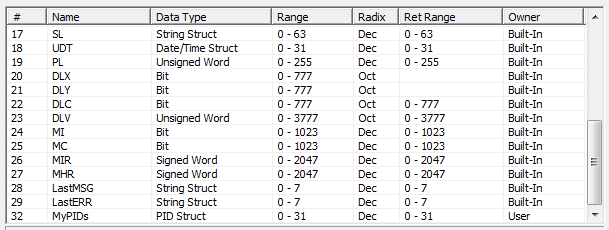 # Name Data Type Range Radix Ret Range Owner
17 SL String Struct 0 - 63 Dec 0 - 63 Built-In
18 UDT Date/Time Struct 0 - 31 Dec 0 - 31 Built-In
19 PL Unsigned Word 0 - 255 Dec 0 - 255 Built-In
20 DLX Bit 0 - 777 Oct Built-In
21 DLY Bit 0 - 777 Oct Built-In
22 DLC Bit 0 - 777 Oct 0 - 777 Built-In
23 DLV Unsigned Word 0 - 3777 Oct 0 - 3777 Built-In
24 MI Bit 0 - 1023 Dec 0 - 1023 Built-In
25 MC Bit 0 - 1023 Dec 0 - 1023 Built-In
26 MIR Signed Word 0 - 2047 Dec 0 - 2047 Built-In
27 MHR Signed Word 0 - 2047 Dec 0 - 2047 Built-In
28 LastMSG String Struct 0 - 7 Dec 0 - 7 Built-In
29 LastERR String Struct 0 - 7 Dec 0 - 7 Built-In
32 MyPIDs PID Struct 0 - 31 Dec 0 - 31 User